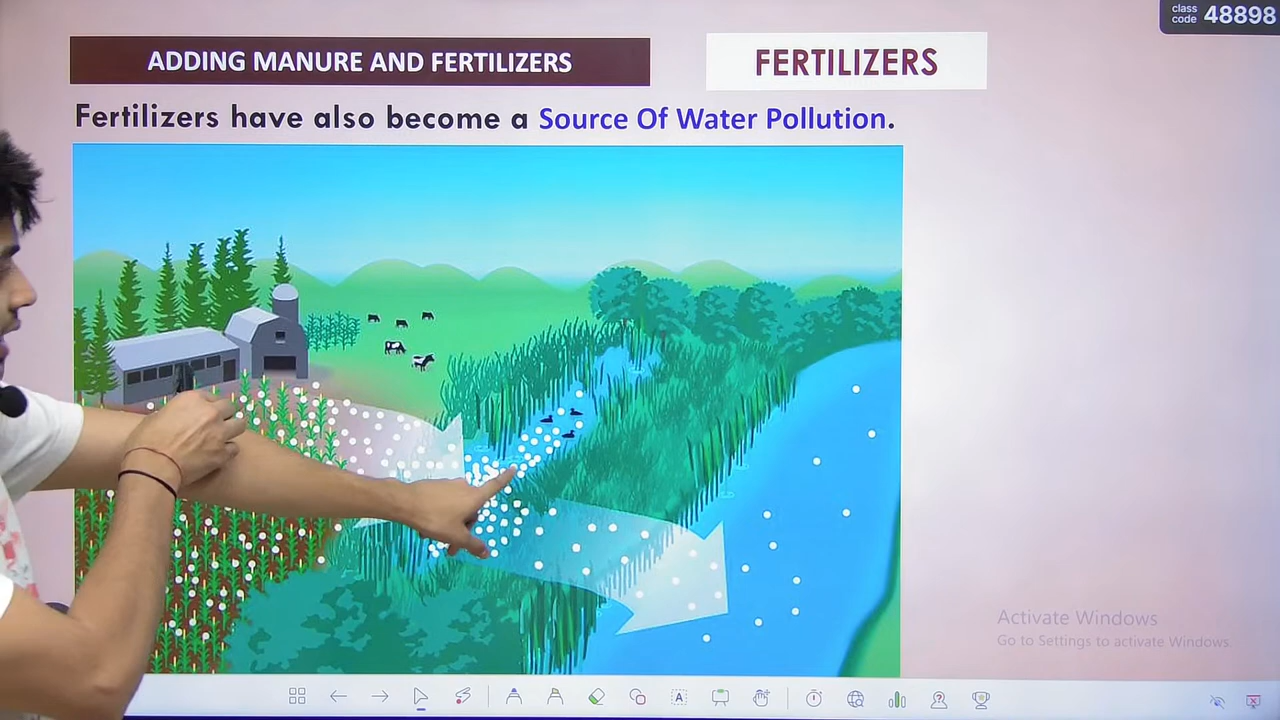 class code 48898
ADDING MANURE AND FERTILIZERS
FERTILIZERS
Fertilizers have also become a Source Of Water Pollution.
Activate Windows
Go to Settings to activate Windows.
A